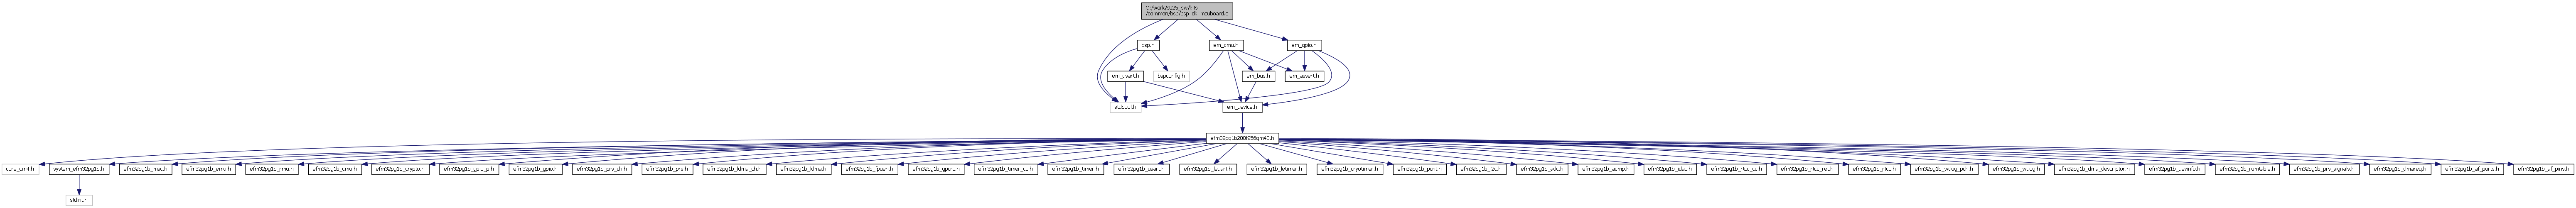 C:/work/s025_sw/kits
/common/bsp/bsp_dk_mcuboard.c
bsp.h
em_cmu.h
em_gpio.h
em_usart.h
bspconfig.h
em_bus.h
em_assert.h
stdbool.h
em_device.h
efm32pg1b200f256gm48.h
core_cm4.h
system_efm32pg1b.h
efm32pg1b_msc.h
efm32pg1b_emu.h
efm32pg1b_rmu.h
efm32pg1b_cmu.h
efm32pg1b_crypto.h
efm32pg1b_gpio_p.h
efm32pg1b_gpio.h
efm32pg1b_prs_ch.h
efm32pg1b_prs.h
efm32pg1b_ldma_ch.h
efm32pg1b_ldma.h
efm32pg1b_fpueh.h
efm32pg1b_gpcrc.h
efm32pg1b_timer_cc.h
efm32pg1b_timer.h
efm32pg1b_usart.h
efm32pg1b_leuart.h
efm32pg1b_letimer.h
efm32pg1b_cryotimer.h
efm32pg1b_pcnt.h
efm32pg1b_i2c.h
efm32pg1b_adc.h
efm32pg1b_acmp.h
efm32pg1b_idac.h
efm32pg1b_rtcc_cc.h
efm32pg1b_rtcc_ret.h
efm32pg1b_rtcc.h
efm32pg1b_wdog_pch.h
efm32pg1b_wdog.h
efm32pg1b_dma_descriptor.h
efm32pg1b_devinfo.h
efm32pg1b_romtable.h
efm32pg1b_prs_signals.h
efm32pg1b_dmareq.h
efm32pg1b_af_ports.h
efm32pg1b_af_pins.h
stdint.h